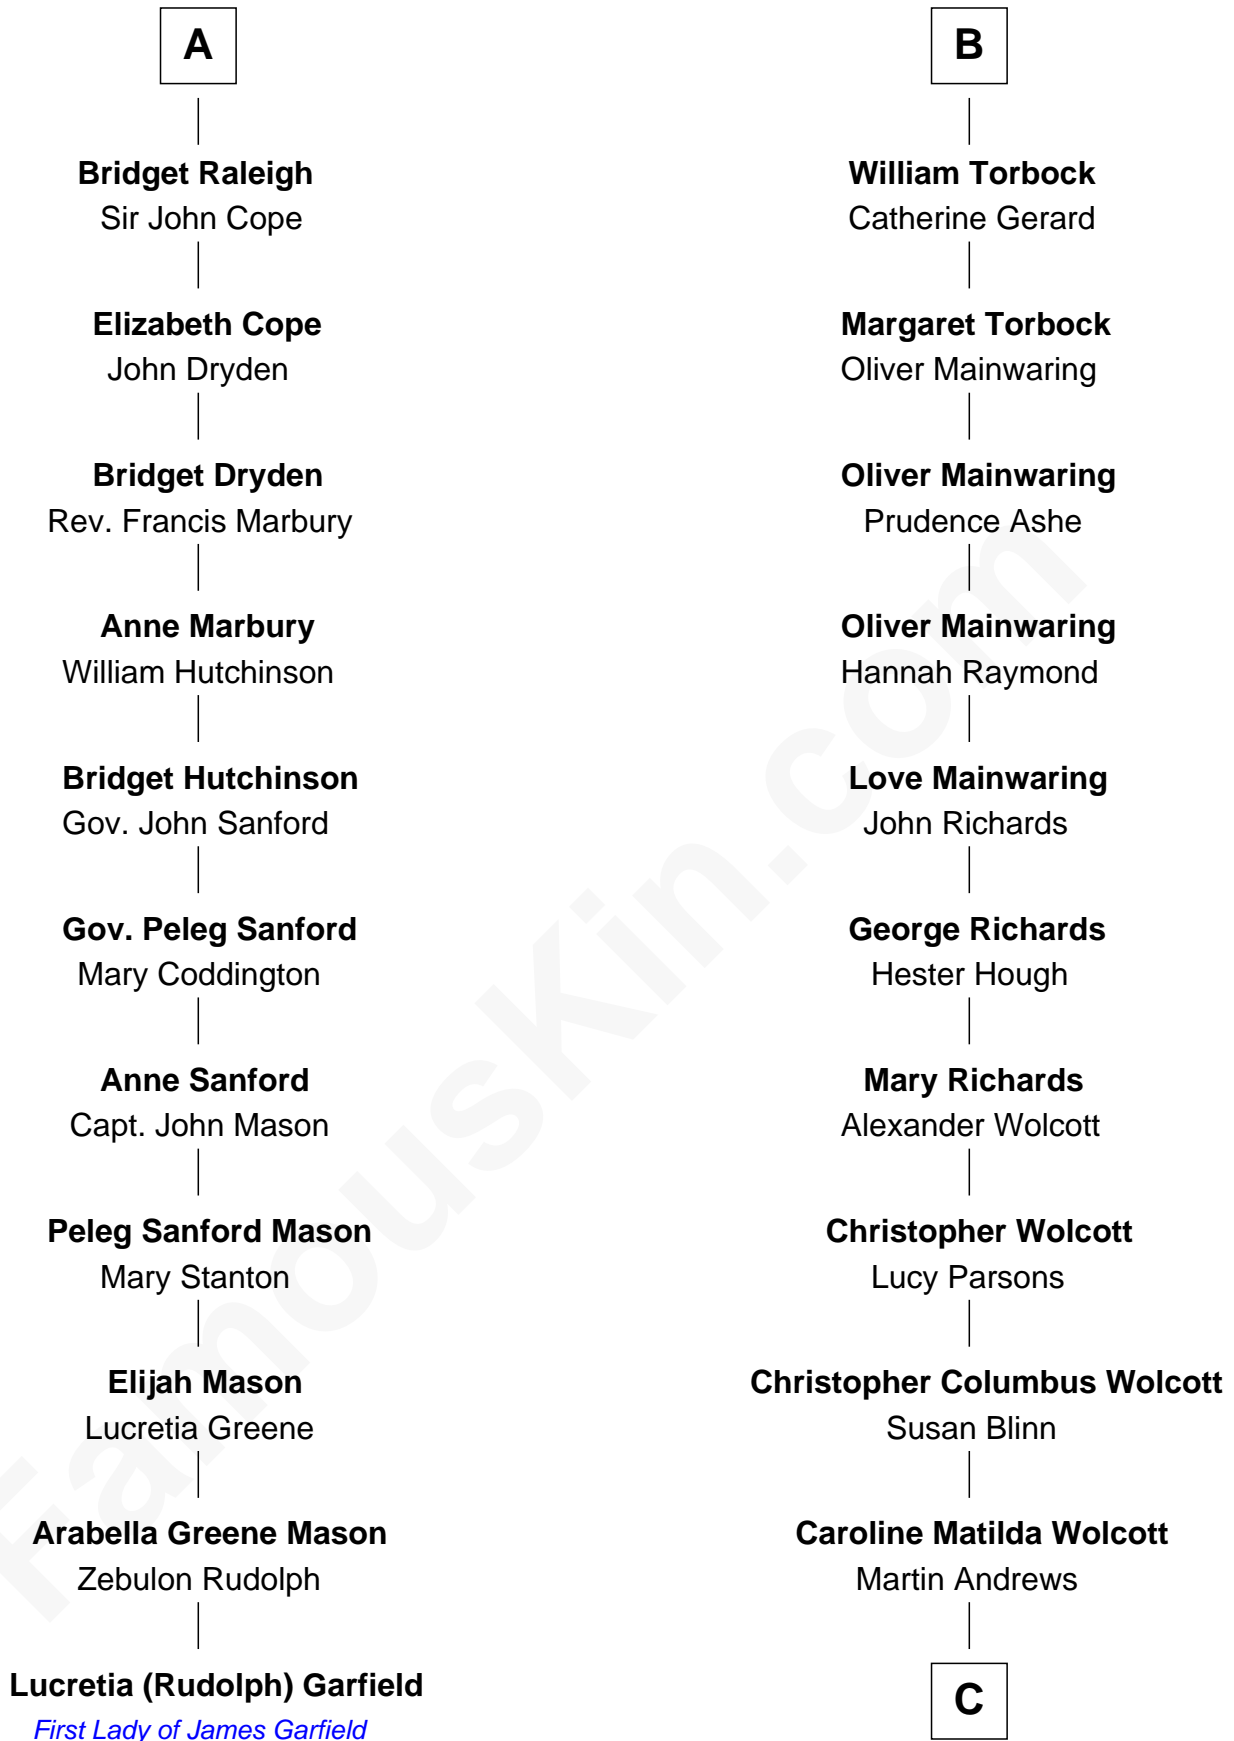 A
Bridget Raleigh
Sir John Cope
Elizabeth Cope
John Dryden
Bridget Dryden
Rev. Francis Marbury
Anne Marbury
William Hutchinson
Bridget Hutchinson
Gov. John Sanford
Gov. Peleg Sanford
Mary Coddington
Anne Sanford
Capt. John Mason
Peleg Sanford Mason
Mary Stanton
Elijah Mason
Lucretia Greene
Arabella Greene Mason
Zebulon Rudolph
Lucretia (Rudolph) Garfield
First Lady of James Garfield
B
William Torbock
Catherine Gerard
Margaret Torbock
Oliver Mainwaring
Oliver Mainwaring
Prudence Ashe
Oliver Mainwaring
Hannah Raymond
Love Mainwaring
John Richards
George Richards
Hester Hough
Mary Richards
Alexander Wolcott
Christopher Wolcott
Lucy Parsons
Christopher Columbus Wolcott
Susan Blinn
Caroline Matilda Wolcott
Martin Andrews
C
FamousKin.com